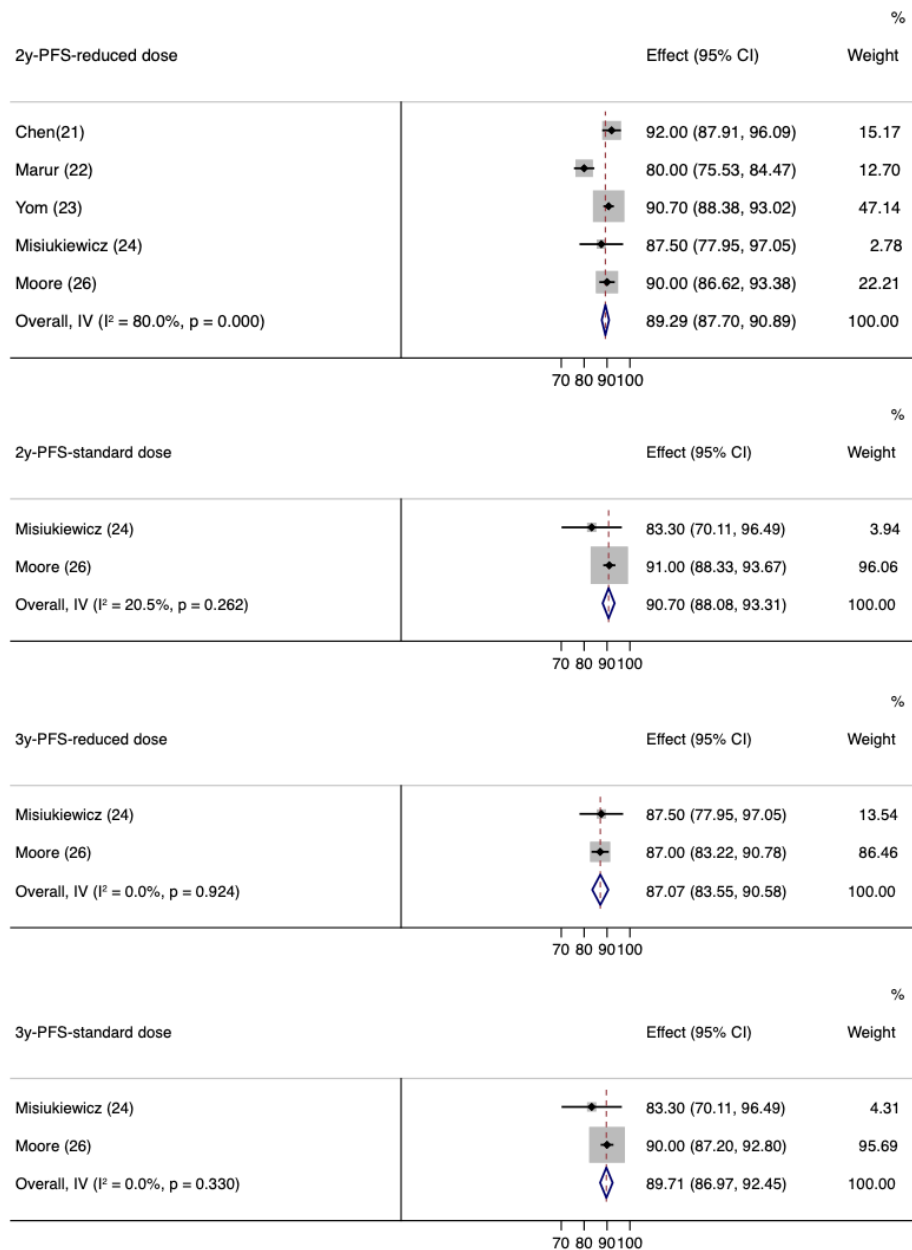 %
2y-PFS-reduced dose Effect (95% CI) Weight
Chen(21) 92.00 (87.91, 96.09) 15.17
Marur (22) 80.00 (75.53, 84.47) 12.70
Yom (23) 90.70 (88.38, 93.02) 47.14
Misiukiewicz (24) 87.50 (77.95, 97.05) 2.78
Moore (26) 90.00 (86.62, 93.38) 22.21
Overall, IV (I² = 80.0%, p = 0.000) 89.29 (87.70, 90.89) 100.00
70 80 90 100
%
2y-PFS-standard dose Effect (95% CI) Weight
Misiukiewicz (24) 83.30 (70.11, 96.49) 3.94
Moore (26) 91.00 (88.33, 93.67) 96.06
Overall, IV (I² = 20.5%, p = 0.262) 90.70 (88.08, 93.31) 100.00
70 80 90 100
%
3y-PFS-reduced dose Effect (95% CI) Weight
Misiukiewicz (24) 87.50 (77.95, 97.05) 13.54
Moore (26) 87.00 (83.22, 90.78) 86.46
Overall, IV (I² = 0.0%, p = 0.924) 87.07 (83.55, 90.58) 100.00
70 80 90 100
%
3y-PFS-standard dose Effect (95% CI) Weight
Misiukiewicz (24) 83.30 (70.11, 96.49) 4.31
Moore (26) 90.00 (87.20, 92.80) 95.69
Overall, IV (I² = 0.0%, p = 0.330) 89.71 (86.97, 92.45) 100.00
70 80 90 100